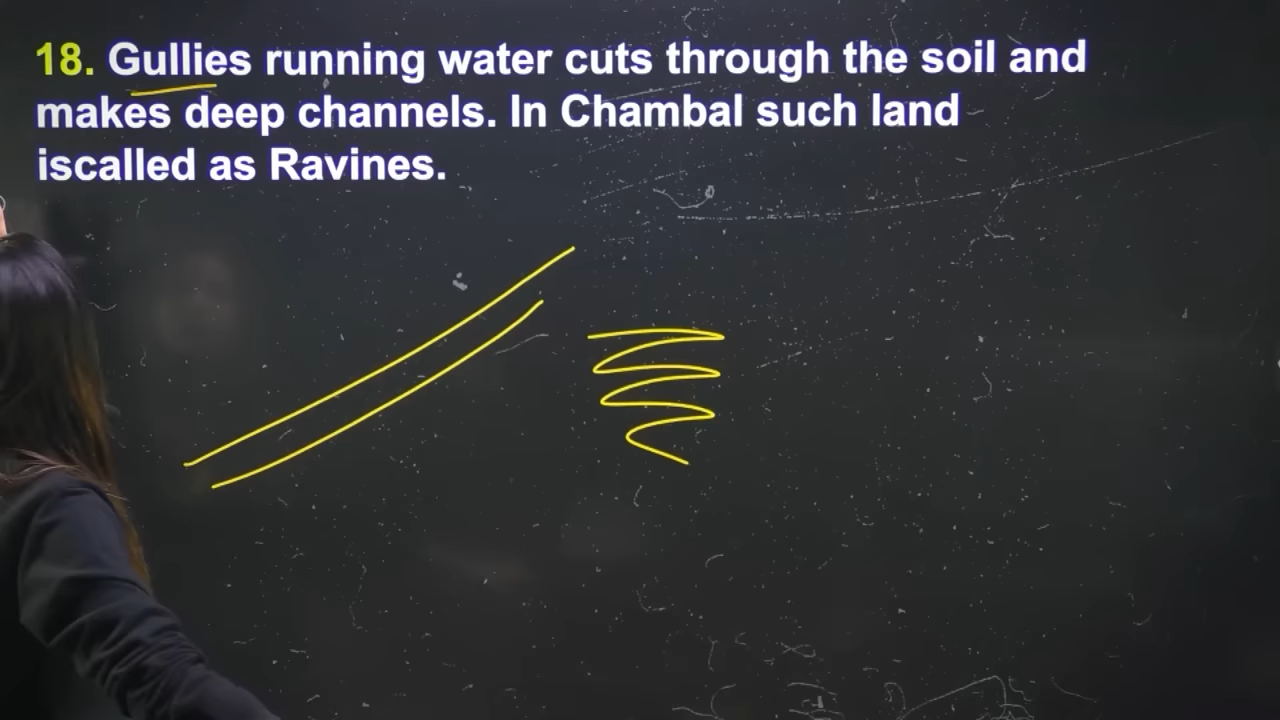 18. Gullies running water cuts through the soil and
makes deep channels. In Chambal such land
iscalled as Ravines.